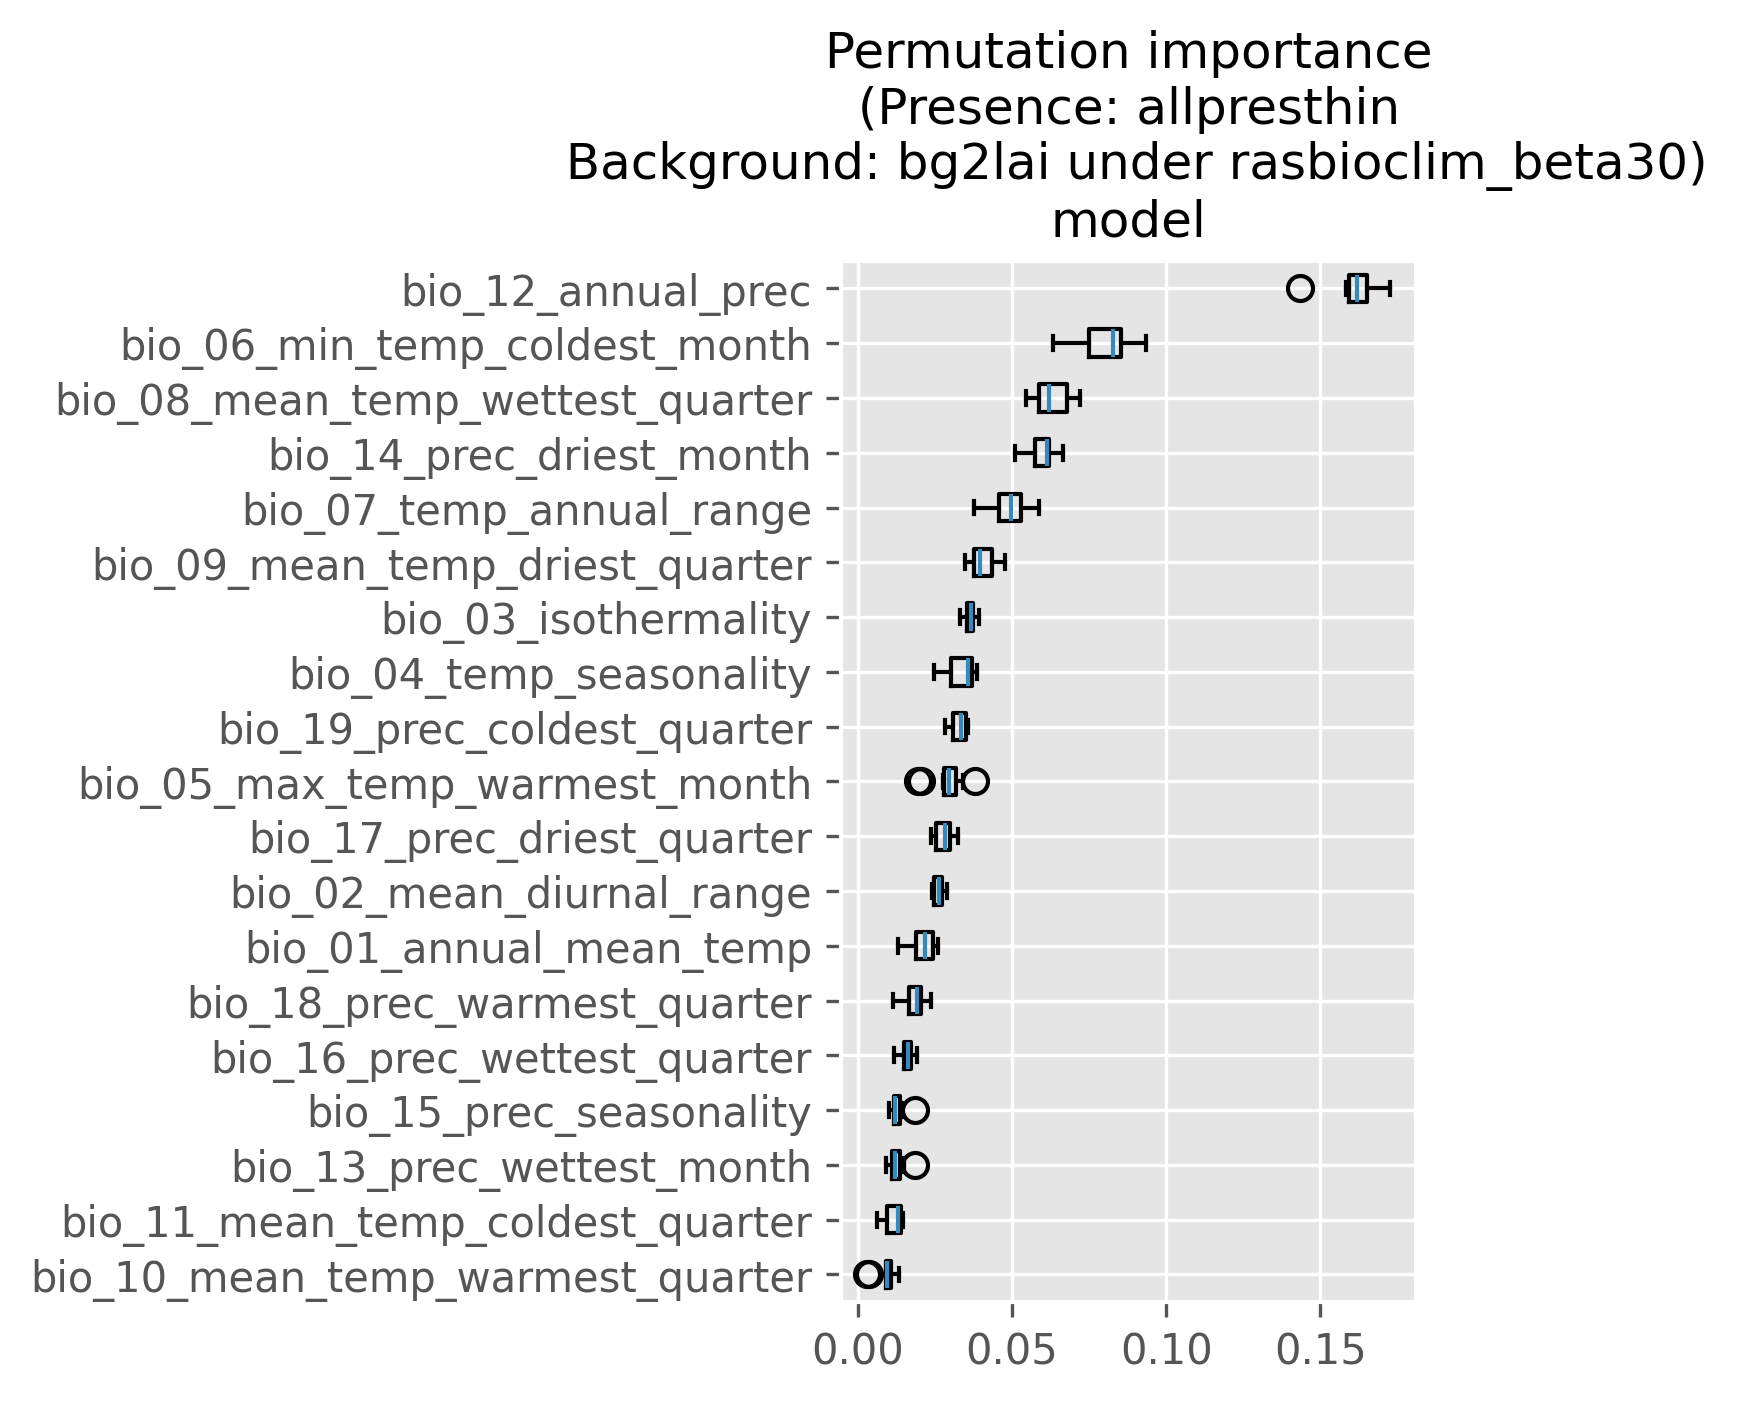 Permutation importance
(Presence: allpresthin
Background: bg2lai under rasbioclim_beta30)
model
bio_12_annual_prec
bio_06_min_temp_coldest_month
bio_08_mean_temp_wettest_quarter
bio_14_prec_driest_month
bio_07_temp_annual_range
bio_09_mean_temp_driest_quarter
bio_03_isothermality
bio_04_temp_seasonality
bio_19_prec_coldest_quarter
bio_05_max_temp_warmest_month
bio_17_prec_driest_quarter
bio_02_mean_diurnal_range
bio_01_annual_mean_temp
bio_18_prec_warmest_quarter
bio_16_prec_wettest_quarter
bio_15_prec_seasonality
bio_13_prec_wettest_month
bio_11_mean_temp_coldest_quarter
bio_10_mean_temp_warmest_quarter
0.00 0.05 0.10 0.15